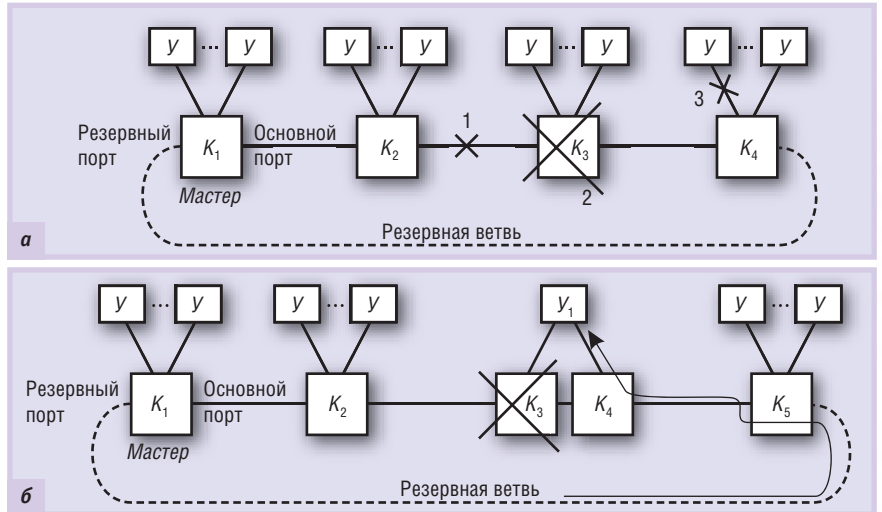 У ... У У ... У У ... У У ... У
1
3
Резервный порт
K1
Основной порт
K2
K3
K4
Мастер
2
Резервная ветвь
а
У ... У У ... У У1 У ... У
Резервный порт
K1
Основной порт
K2
K3
K4
K5
Мастер
Резервная ветвь
б